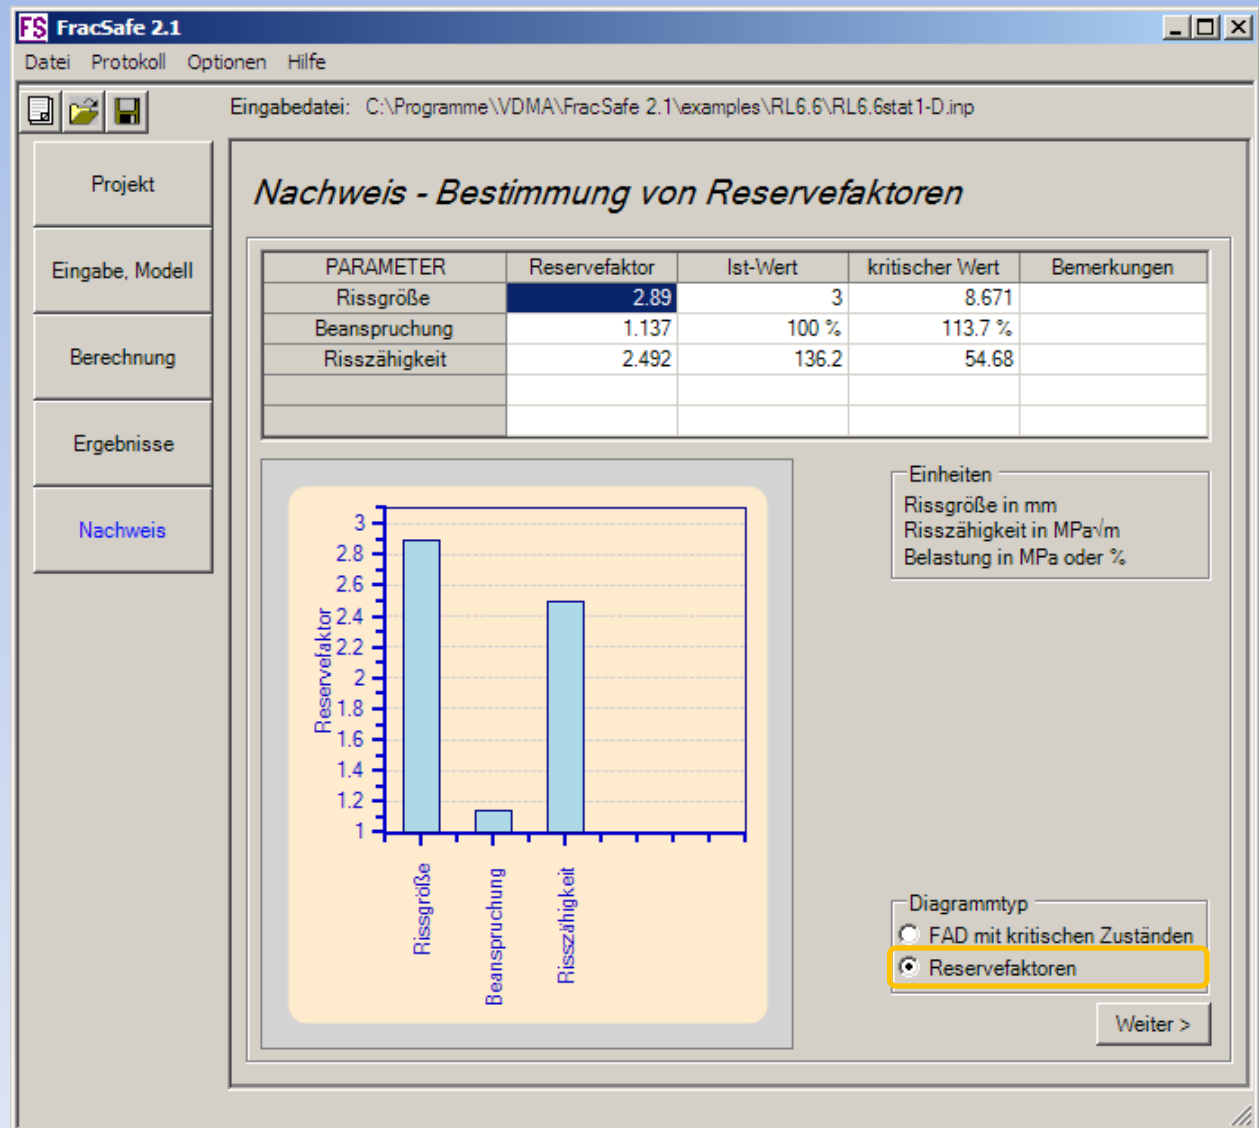 FS FracSafe 2.1
Datei Protokoll Optionen Hilfe
Eingabedatei: C:\Programme\VDMA\FracSafe 2.1\examples\RL6.6\RL6.6stat1-D.inp
Projekt
Eingabe, Modell
Berechnung
Ergebnisse
Nachweis
Nachweis - Bestimmung von Reservefaktoren
PARAMETER Reservefaktor Ist-Wert kritischer Wert Bemerkungen
Rissgröße 2.89 3 8.671
Beanspruchung 1.137 100 % 113.7 %
Risszähigkeit 2.492 136.2 54.68
Einheiten
Rissgröße in mm
Risszähigkeit in MPa√m
Belastung in MPa oder %
Reservefaktor
3
2.8
2.6
2.4
2.2
2
1.8
1.6
1.4
1.2
1
Rissgröße
Beanspruchung
Risszähigkeit
Diagrammtyp
FAD mit kritischen Zuständen
Reservefaktoren
Weiter >